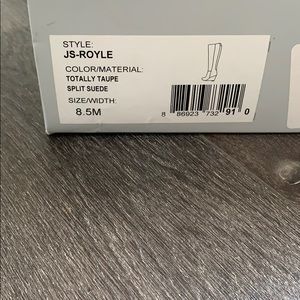 STYLE:
JS-ROYLE
COLOR/MATERIAL:
TOTALLY TAUPE
SPLIT SUEDE
SIZE/WIDTH:
8.5M
8 86923 732 91 0